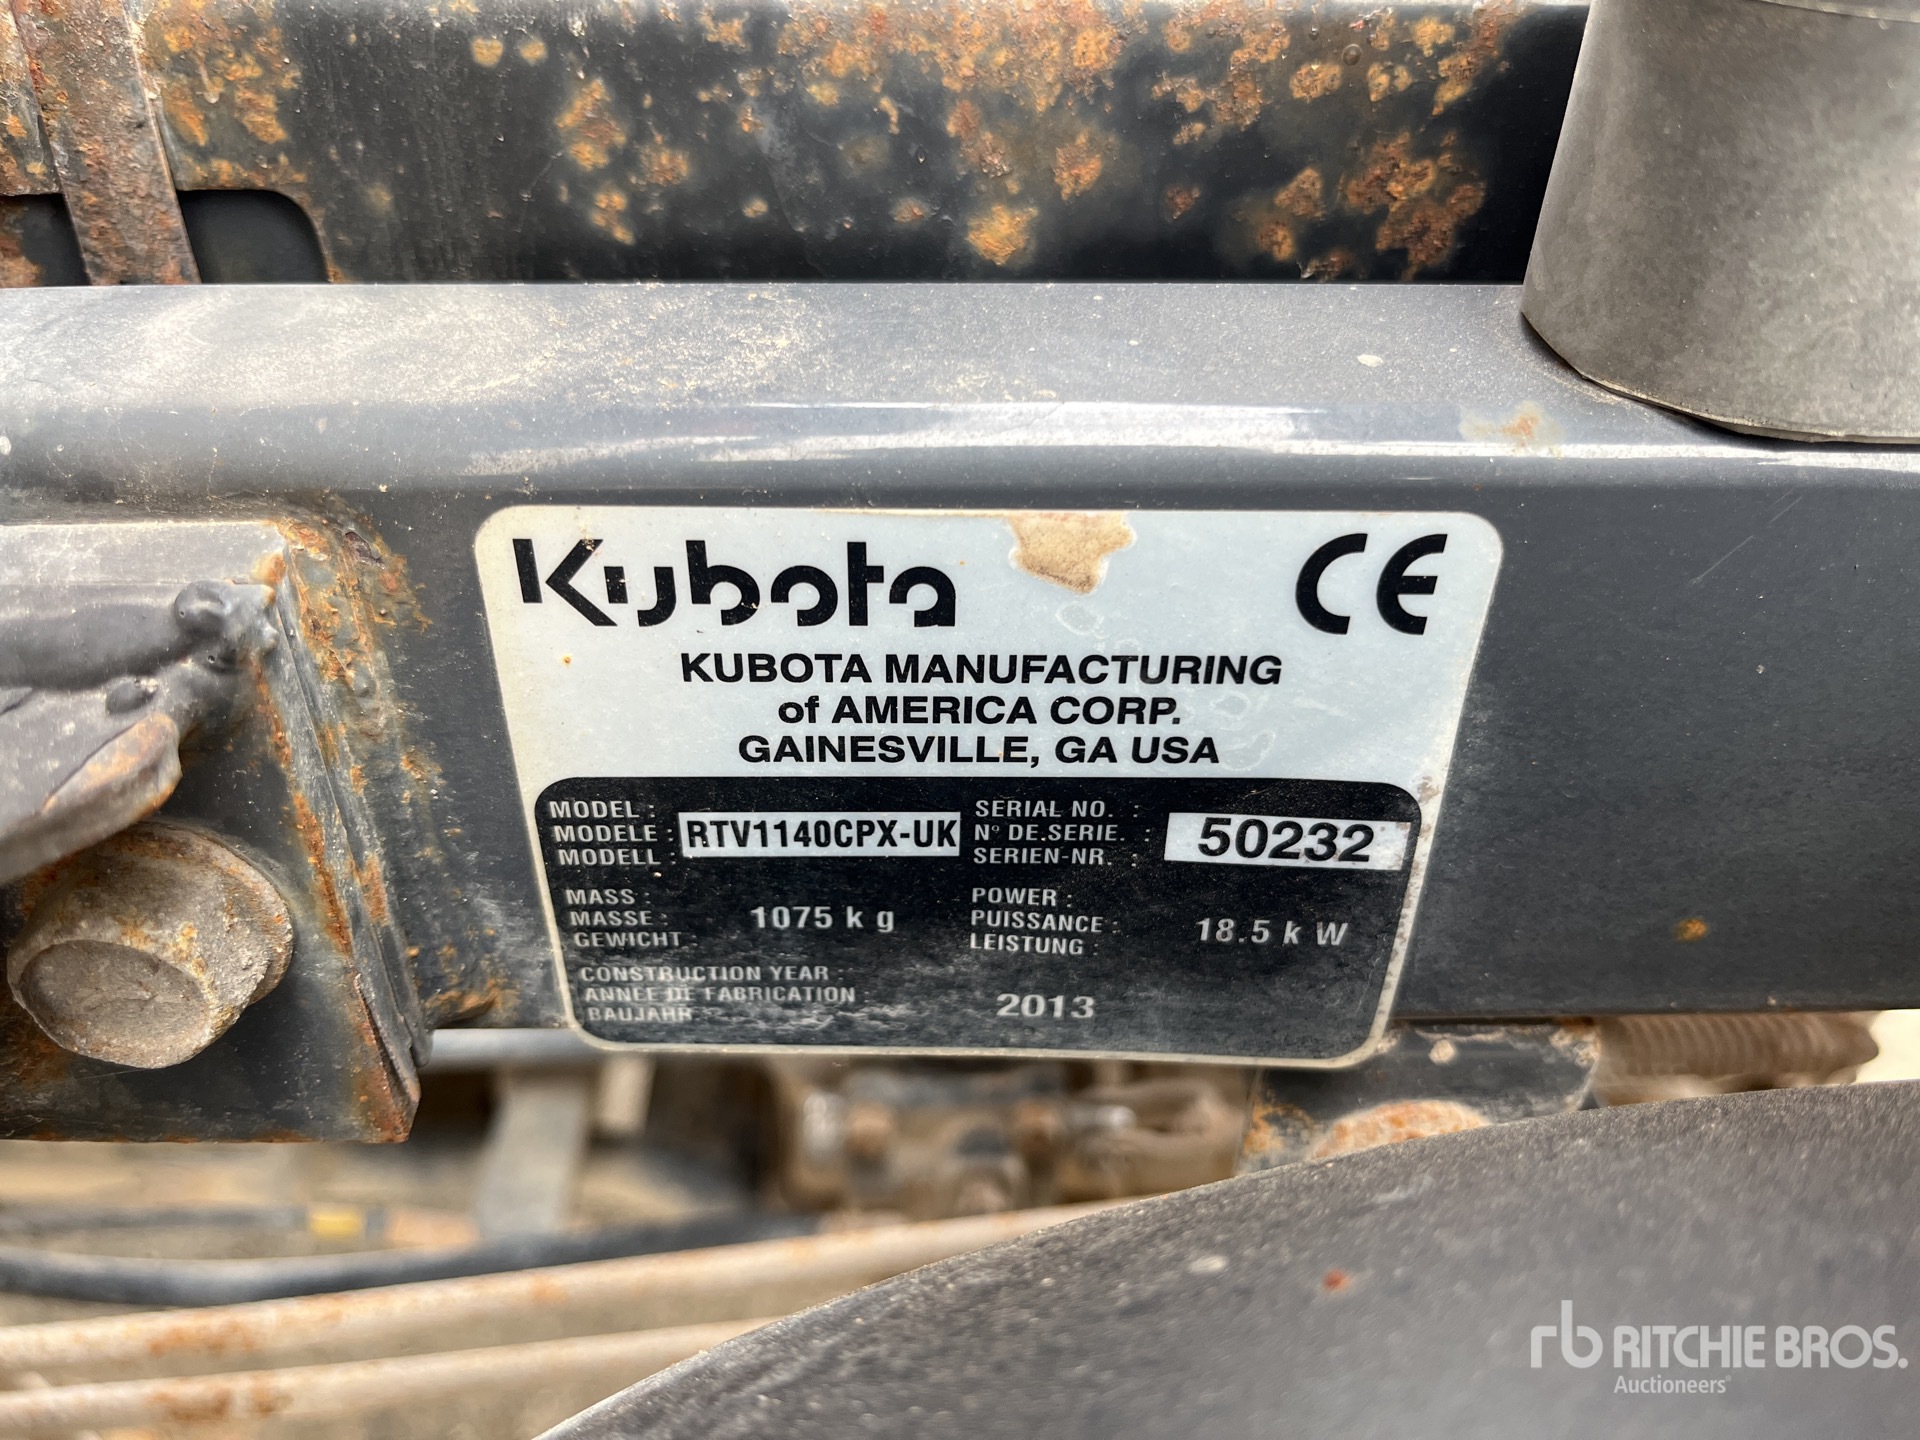 Kubota CE
KUBOTA MANUFACTURING
of AMERICA CORP.
GAINESVILLE, GA USA
MODEL :
MODELE : RTV1140CPX-UK
MODELL :
SERIAL NO. :
N° DE.SERIE. : 50232
SERIEN-NR. :
MASS :
MASSE : 1075 kg
GEWICHT :
POWER :
PUISSANCE : 18.5 kW
LEISTUNG :
CONSTRUCTION YEAR :
ANNEE DE FABRICATION : 2013
BAUJAHR :
rb RITCHIE BROS.
Auctioneers